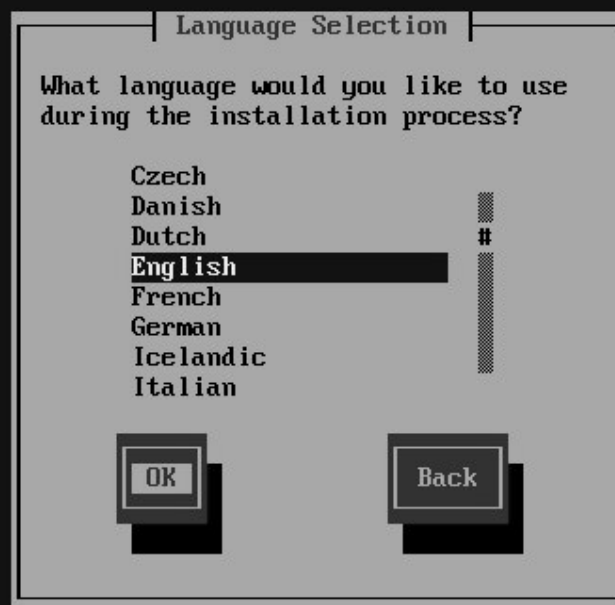 Language Selection
What language would you like to use
during the installation process?
Czech
Danish
Dutch #
English
French
German
Icelandic
Italian
OK Back